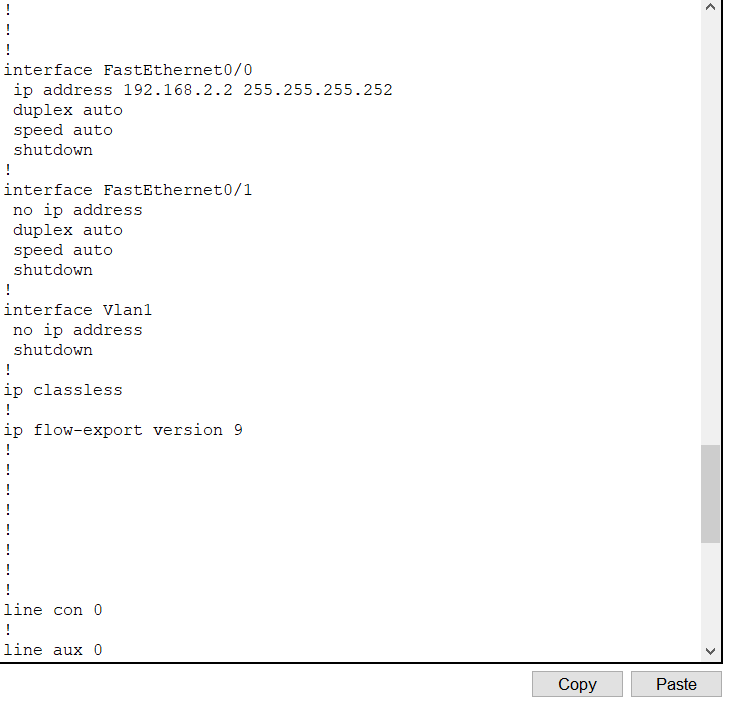 !
!
!
interface FastEthernet0/0
 ip address 192.168.2.2 255.255.255.252
 duplex auto
 speed auto
 shutdown
!
interface FastEthernet0/1
 no ip address
 duplex auto
 speed auto
 shutdown
!
interface Vlan1
 no ip address
 shutdown
!
ip classless
!
ip flow-export version 9
!
!
!
!
!
!
!
!
line con 0
!
line aux 0
Copy Paste